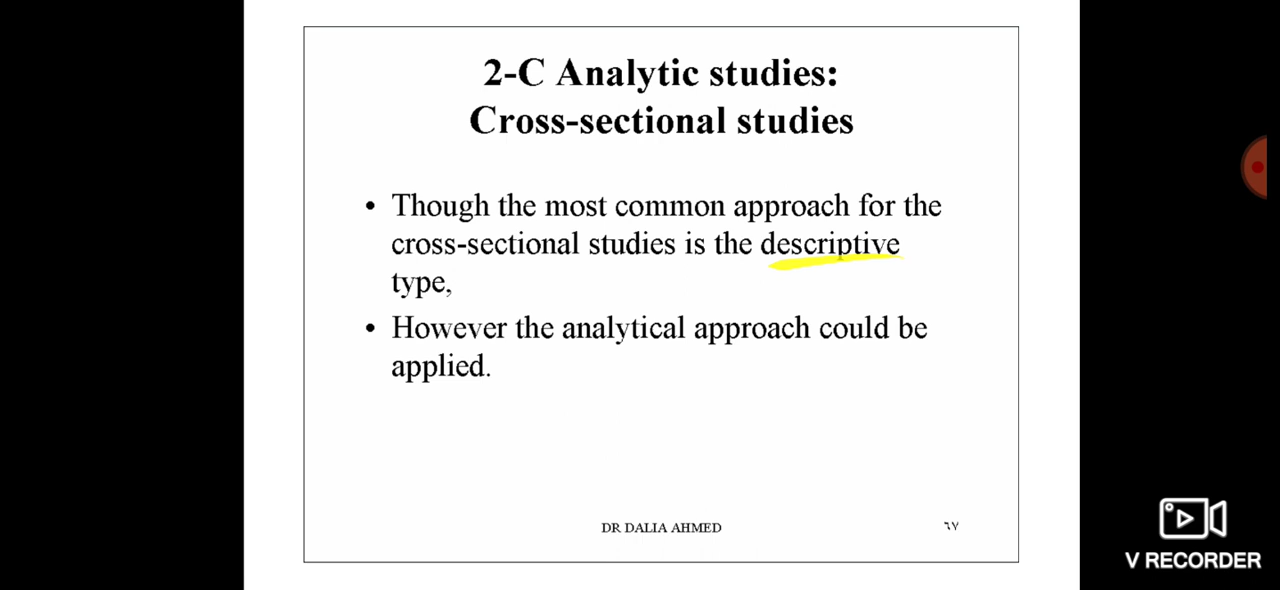 2-C Analytic studies:
Cross-sectional studies
• Though the most common approach for the
cross-sectional studies is the descriptive
type,
• However the analytical approach could be
applied.
DR DALIA AHMED
٦٧
V RECORDER